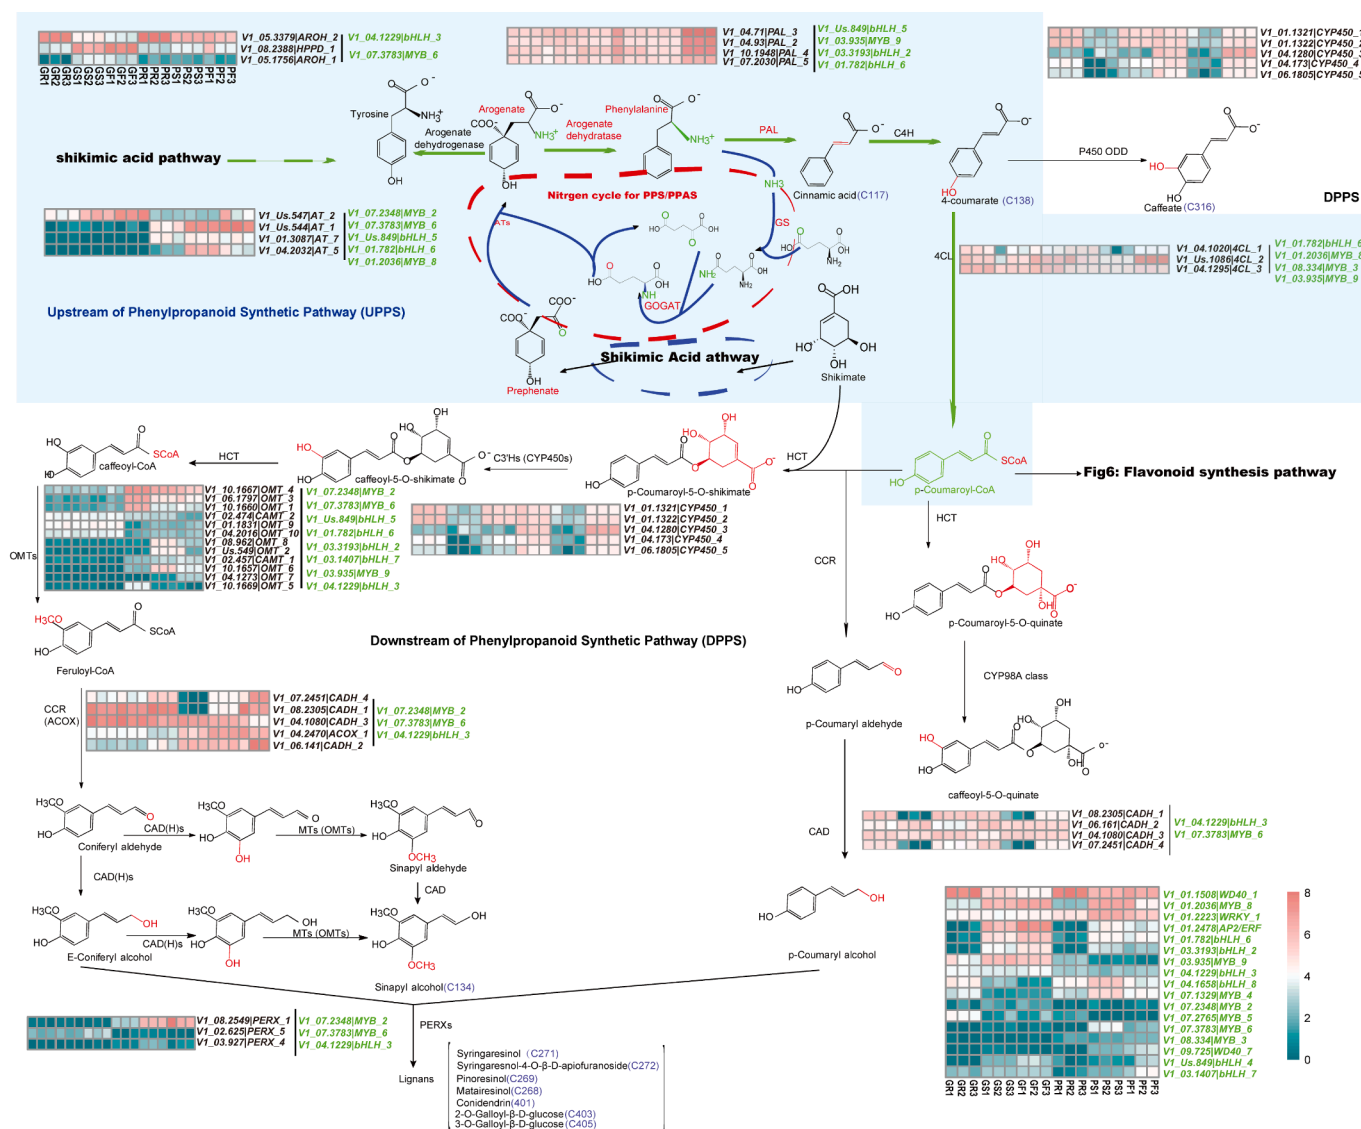 V1_05.3379|AROH_2
V1_08.2388|HPPD_1
V1_05.1756|AROH_1
V1_04.1229|bHLH_3
V1_07.3783|MYB_6
GR1 GR2 GR3 GS1 GS2 GS3 GF1 GF2 GF3 PR1 PR2 PR3 PS1 PS2 PS3 PF1 PF2 PF3
V1_04.71|PAL_3
V1_04.93|PAL_2
V1_10.1948|PAL_4
V1_07.2030|PAL_5
V1_Us.849|bHLH_5
V1_03.935|MYB_9
V1_03.3193|bHLH_2
V1_01.782|bHLH_6
V1_01.1321|CYP450_1
V1_01.1322|CYP450_2
V1_04.1280|CYP450_3
V1_04.173|CYP450_4
V1_06.1805|CYP450_5
shikimic acid pathway
Tyrosine
Arogenate
dehydrogenase
Arogenate
Arogenate
dehydratase
Phenylalanine
PAL
Cinnamic acid(C117)
C4H
4-coumarate (C138)
P450 ODD
Caffeate (C316)
DPPS
Nitrgen cycle for PPS/PPAS
NH3
GS
ATs
GOGAT
V1_Us.547|AT_2
V1_Us.544|AT_1
V1_01.3087|AT_7
V1_04.2032|AT_5
V1_07.2348|MYB_2
V1_07.3783|MYB_6
V1_Us.849|bHLH_5
V1_01.782|bHLH_6
V1_01.2036|MYB_8
Upstream of Phenylpropanoid Synthetic Pathway (UPPS)
Prephenate
Shikimic Acid athway
Shikimate
4CL
V1_04.1020|4CL_1
V1_Us.1086|4CL_2
V1_04.1295|4CL_3
V1_01.782|bHLH_6
V1_01.2036|MYB_8
V1_08.334|MYB_3
V1_03.935|MYB_9
caffeoyl-CoA
HCT
caffeoyl-5-O-shikimate
C3'Hs (CYP450s)
p-Coumaroyl-5-O-shikimate
HCT
p-Coumaroyl-CoA
Fig6: Flavonoid synthesis pathway
HCT
OMTs
V1_10.1667|OMT_4
V1_06.1797|OMT_3
V1_10.1660|OMT_1
V1_02.474|CAMT_2
V1_01.1831|OMT_9
V1_04.2016|OMT_10
V1_08.962|OMT_8
V1_Us.549|OMT_2
V1_02.457|CAMT_1
V1_10.1657|OMT_6
V1_04.1273|OMT_7
V1_10.1669|OMT_5
V1_07.2348|MYB_2
V1_07.3783|MYB_6
V1_Us.849|bHLH_5
V1_01.782|bHLH_6
V1_03.3193|bHLH_2
V1_03.1407|bHLH_7
V1_03.935|MYB_9
V1_04.1229|bHLH_3
V1_01.1321|CYP450_1
V1_01.1322|CYP450_2
V1_04.1280|CYP450_3
V1_04.173|CYP450_4
V1_06.1805|CYP450_5
CCR
p-Coumaroyl-5-O-quinate
CYP98A class
caffeoyl-5-O-quinate
Feruloyl-CoA
Downstream of Phenylpropanoid Synthetic Pathway (DPPS)
p-Coumaryl aldehyde
CCR
(ACOX)
V1_07.2451|CADH_4
V1_08.2305|CADH_1
V1_04.1080|CADH_3
V1_04.2470|ACOX_1
V1_06.141|CADH_2
V1_07.2348|MYB_2
V1_07.3783|MYB_6
V1_04.1229|bHLH_3
Coniferyl aldehyde
CAD(H)s
MTs (OMTs)
Sinapyl aldehyde
CAD(H)s
CAD
CAD
V1_08.2305|CADH_1
V1_06.161|CADH_2
V1_04.1080|CADH_3
V1_07.2451|CADH_4
V1_04.1229|bHLH_3
V1_07.3783|MYB_6
E-Coniferyl alcohol
CAD(H)s
MTs (OMTs)
Sinapyl alcohol(C134)
p-Coumaryl alcohol
V1_08.2549|PERX_1
V1_02.625|PERX_5
V1_03.927|PERX_4
V1_07.2348|MYB_2
V1_07.3783|MYB_6
V1_04.1229|bHLH_3
PERXs
Lignans
Syringaresinol (C271)
Syringaresnol-4-O-β-D-apiofuranoside(C272)
Pinoresinol(C269)
Matairesinol(C268)
Conidendrin(401)
2-O-Galloyl-β-D-glucose(C403)
3-O-Galloyl-β-D-glucose(C405)
V1_01.1508|WD40_1
V1_01.2036|MYB_8
V1_01.2223|WRKY_1
V1_01.2478|AP2/ERF
V1_01.782|bHLH_6
V1_03.3193|bHLH_2
V1_03.935|MYB_9
V1_04.1229|bHLH_3
V1_04.1658|bHLH_8
V1_07.1329|MYB_4
V1_07.2348|MYB_2
V1_07.2765|MYB_5
V1_07.3783|MYB_6
V1_08.334|MYB_3
V1_09.725|WD40_7
V1_Us.849|bHLH_4
V1_03.1407|bHLH_7
GR1 GR2 GR3 GS1 GS2 GS3 GF1 GF2 GF3 PR1 PR2 PR3 PS1 PS2 PS3 PF1 PF2 PF3
8
6
4
2
0